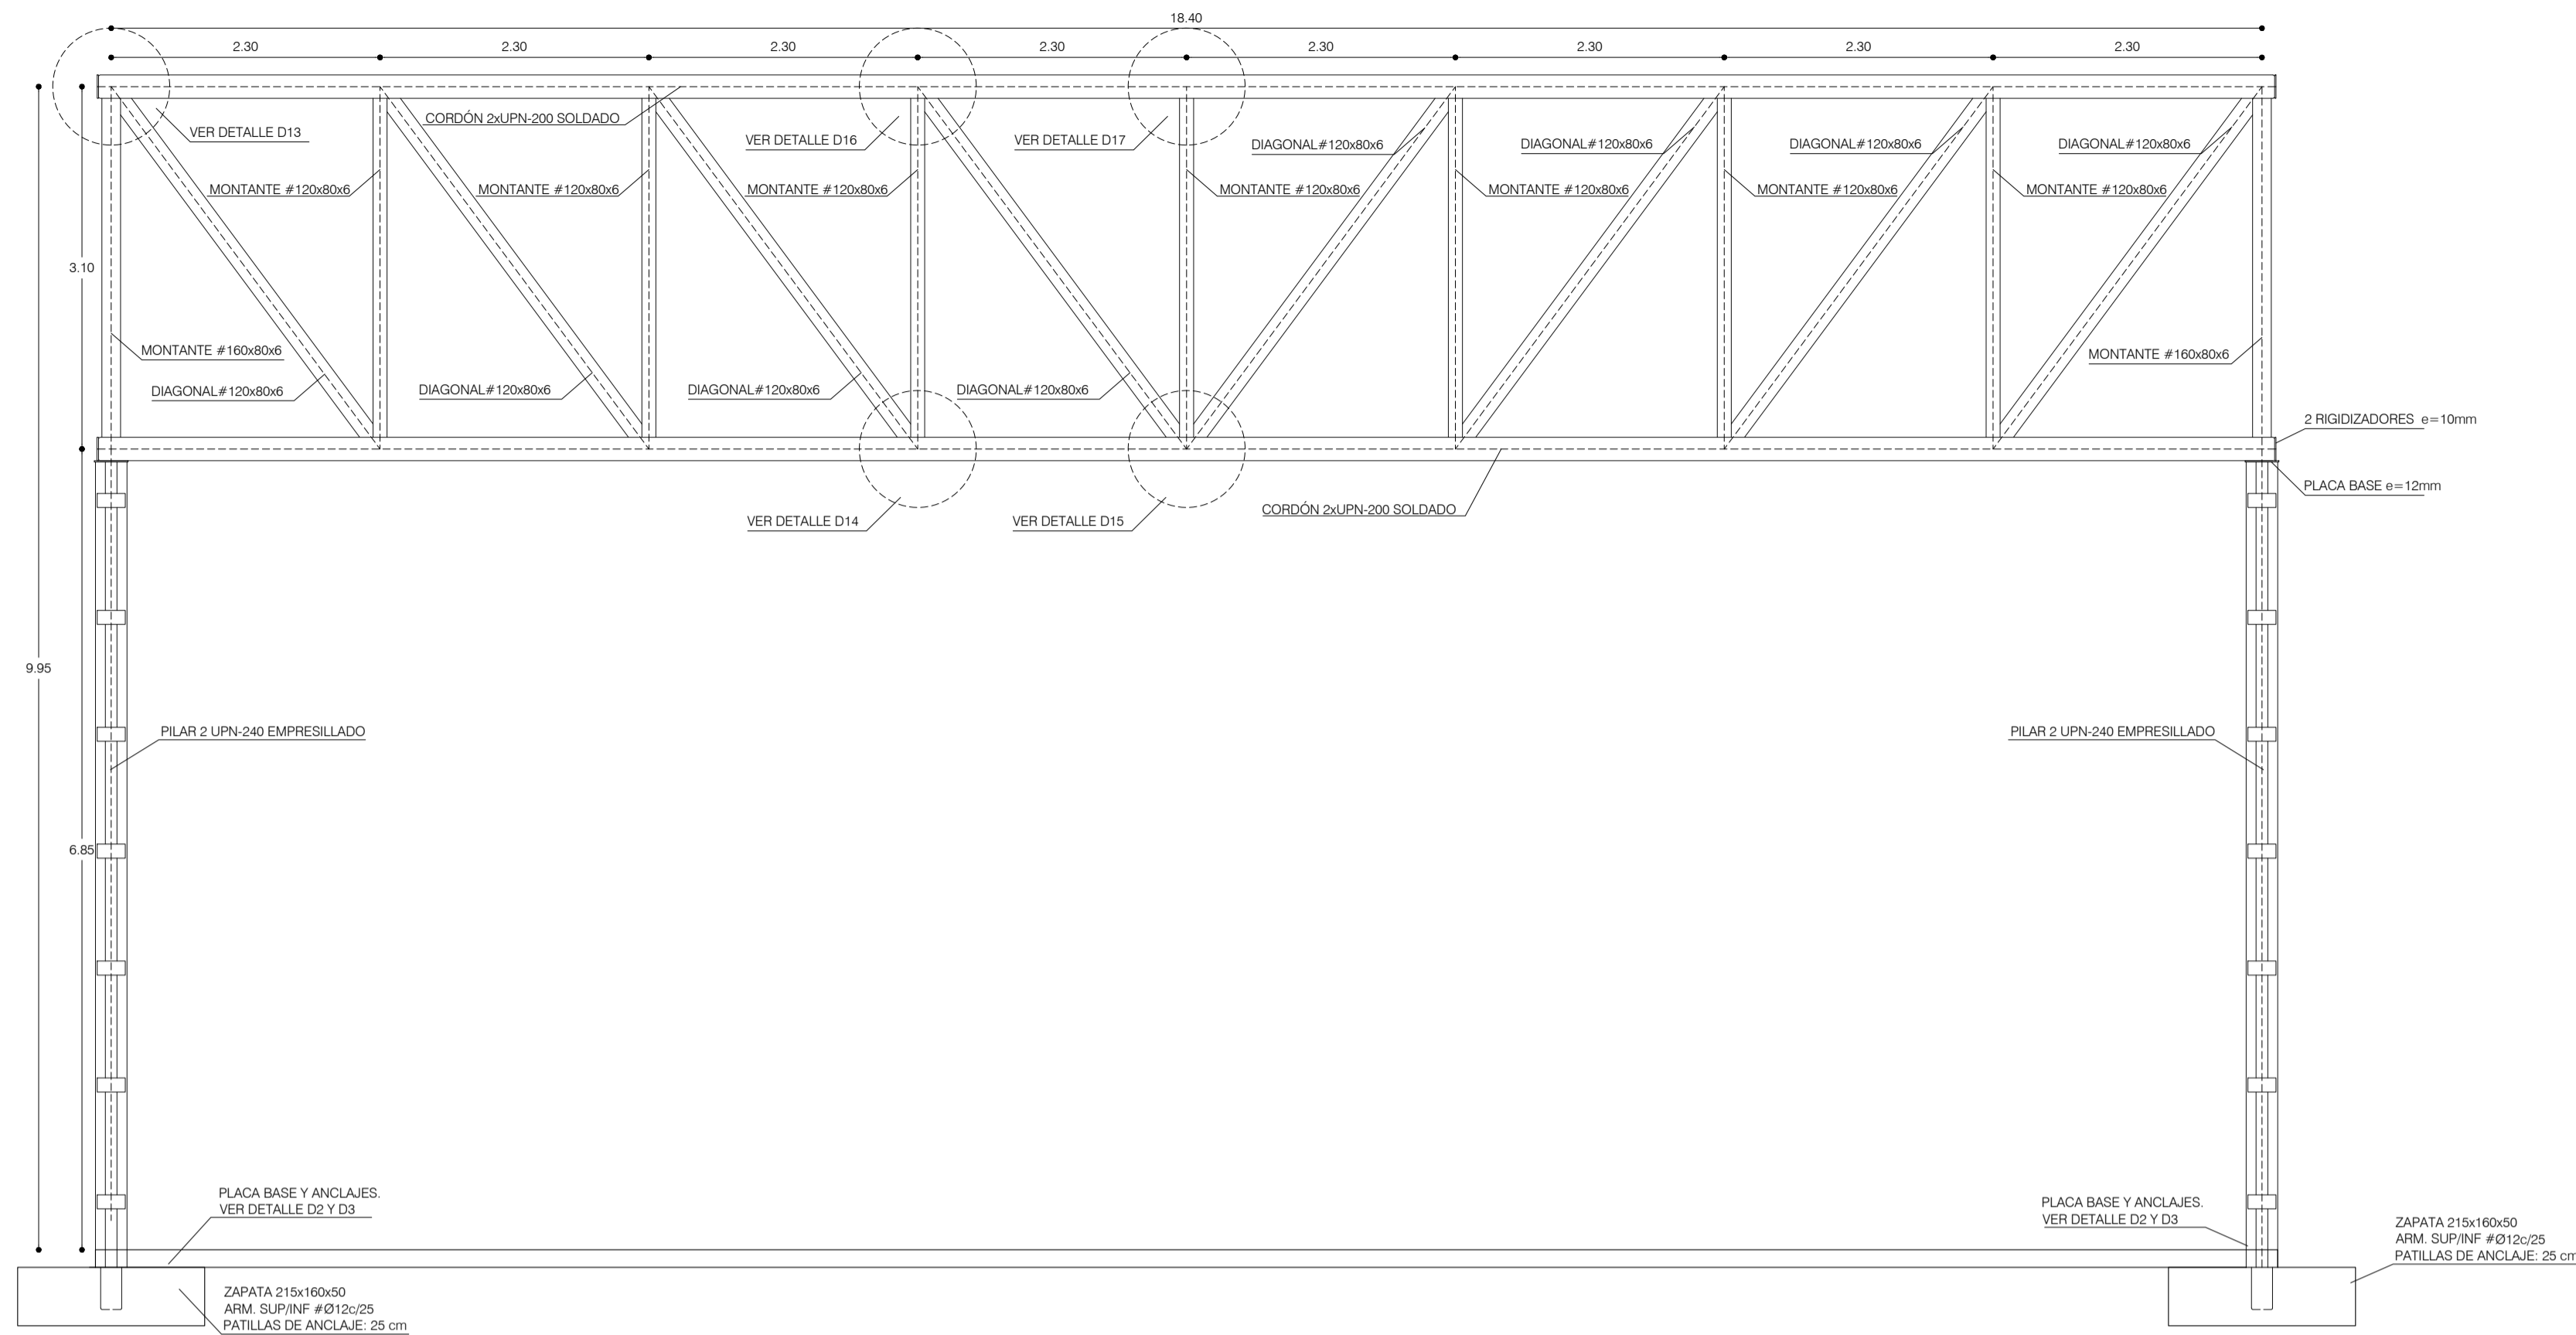 18.40
2.30 2.30 2.30 2.30 2.30 2.30 2.30 2.30
CORDÓN 2xUPN-200 SOLDADO
VER DETALLE D13
VER DETALLE D16
VER DETALLE D17
DIAGONAL#120x80x6
DIAGONAL#120x80x6
DIAGONAL#120x80x6
DIAGONAL#120x80x6
MONTANTE #120x80x6
MONTANTE #120x80x6
MONTANTE #120x80x6
MONTANTE #120x80x6
MONTANTE #120x80x6
MONTANTE #120x80x6
MONTANTE #120x80x6
3.10
MONTANTE #160x80x6
MONTANTE #160x80x6
DIAGONAL#120x80x6
DIAGONAL#120x80x6
DIAGONAL#120x80x6
DIAGONAL#120x80x6
2 RIGIDIZADORES e=10mm
PLACA BASE e=12mm
VER DETALLE D14
VER DETALLE D15
CORDÓN 2xUPN-200 SOLDADO
9.95
PILAR 2 UPN-240 EMPRESILLADO
PILAR 2 UPN-240 EMPRESILLADO
6.85
PLACA BASE Y ANCLAJES.
VER DETALLE D2 Y D3
PLACA BASE Y ANCLAJES.
VER DETALLE D2 Y D3
ZAPATA 215x160x50
ARM. SUP/INF #Ø12c/25
PATILLAS DE ANCLAJE: 25 cm
ZAPATA 215x160x50
ARM. SUP/INF #Ø12c/25
PATILLAS DE ANCLAJE: 25 cm